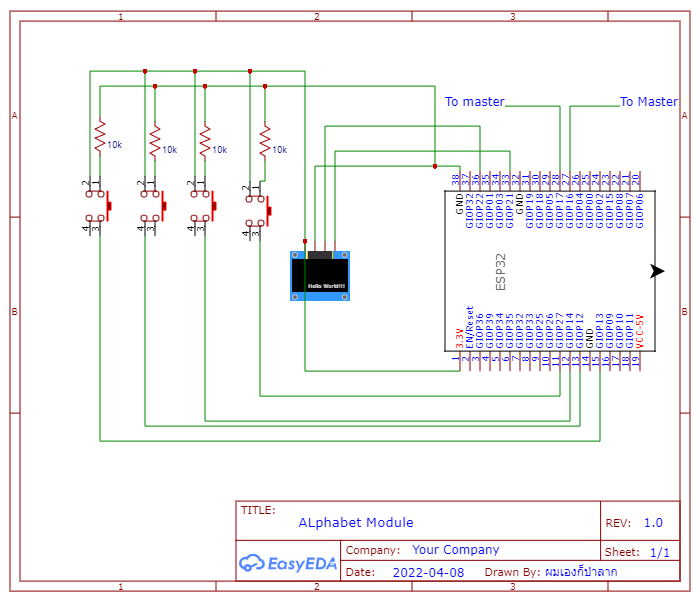 1 2 3
A A
To master To Master
10k 10k 10k 10k
2 1 2 1 2 1 2 1
4 3 4 3 4 3 4 3
38 37 36 35 34 33 32 31 30 29 28 27 26 25 24 23 22 21 20
GND GIOP32 GIOP22 GIOP01 GIOP03 GIOP21 GND GIOP19 GIOP18 GIOP05 GIOP17 GIOP16 GIOP04 GIOP00 GIOP02 GIOP15 GIOP08 GIOP07 GIOP06
ESP32
Hello World!!!
B B
3.3V EN/Reset GIOP36 GIOP39 GIOP34 GIOP35 GIOP32 GIOP33 GIOP25 GIOP26 GIOP27 GIOP14 GIOP12 GND GIOP13 GIOP09 GIOP10 GIOP11 VCC-5V
1 2 3 4 5 6 7 8 9 10 11 12 13 14 15 16 17 18 19
TITLE:
ALphabet Module
REV: 1.0
EasyEDA
Company: Your Company
Sheet: 1/1
Date: 2022-04-08 Drawn By: ผมเองก็ปาลาก
1 2 3